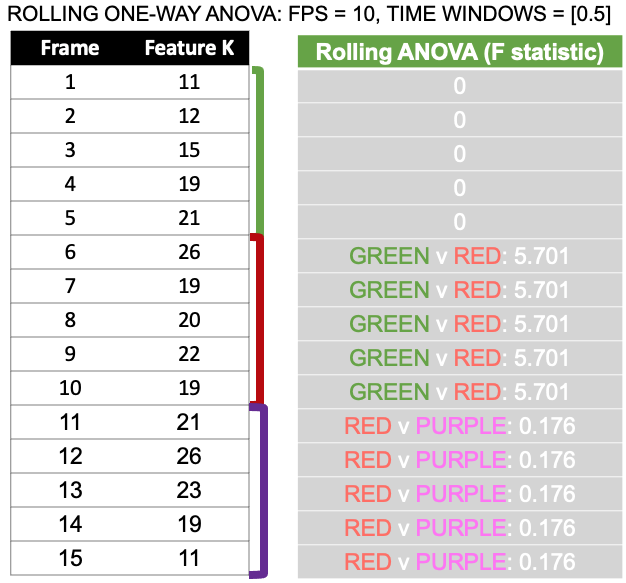 ROLLING ONE-WAY ANOVA: FPS = 10, TIME WINDOWS = [0.5]
Frame Feature K Rolling ANOVA (F statistic)
1 11 0
2 12 0
3 15 0
4 19 0
5 21 0
6 26 GREEN v RED: 5.701
7 19 GREEN v RED: 5.701
8 20 GREEN v RED: 5.701
9 22 GREEN v RED: 5.701
10 19 GREEN v RED: 5.701
11 21 RED v PURPLE: 0.176
12 26 RED v PURPLE: 0.176
13 23 RED v PURPLE: 0.176
14 19 RED v PURPLE: 0.176
15 11 RED v PURPLE: 0.176